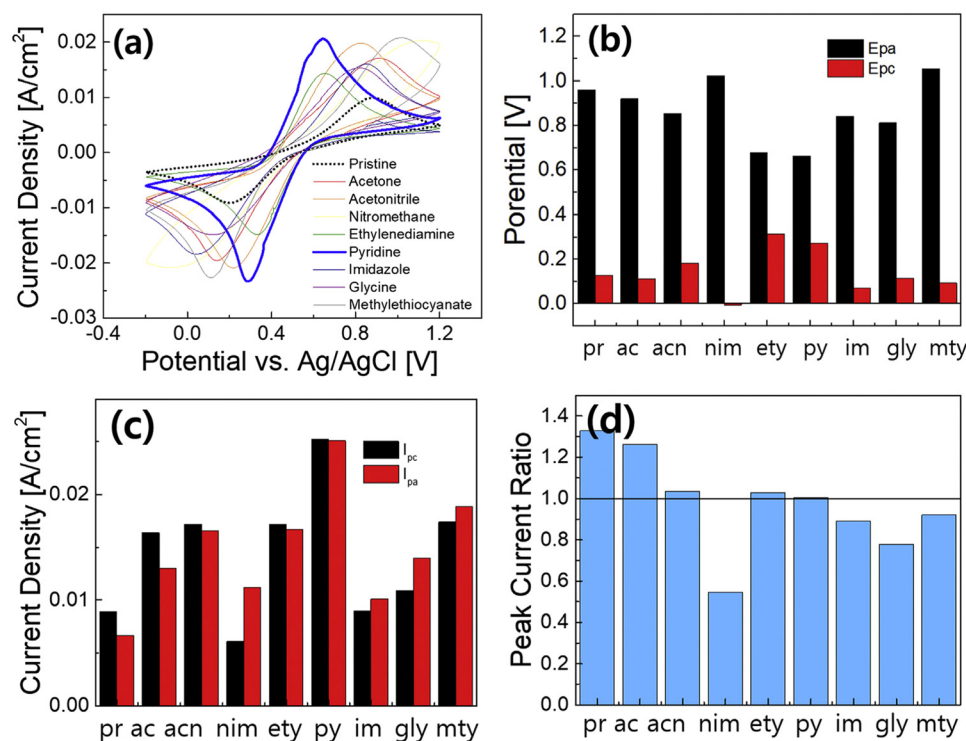 (a)
Current Density [A/cm²]
0.02
0.01
0.00
-0.01
-0.02
-0.03
Pristine
Acetone
Acetonitrile
Nitromethane
Ethylenediamine
Pyridine
Imidazole
Glycine
Methylethiocyanate
-0.4 0.0 0.4 0.8 1.2
Potential vs. Ag/AgCl [V]
(b)
Porential [V]
1.2
1.0
0.8
0.6
0.4
0.2
0.0
Epa
Epc
pr ac acn nim ety py im gly mty
(c)
Current Density [A/cm²]
0.02
0.01
0.00
Ipc
Ipa
pr ac acn nim ety py im gly mty
(d)
Peak Current Ratio
1.4
1.2
1.0
0.8
0.6
0.4
0.2
0.0
pr ac acn nim ety py im gly mty